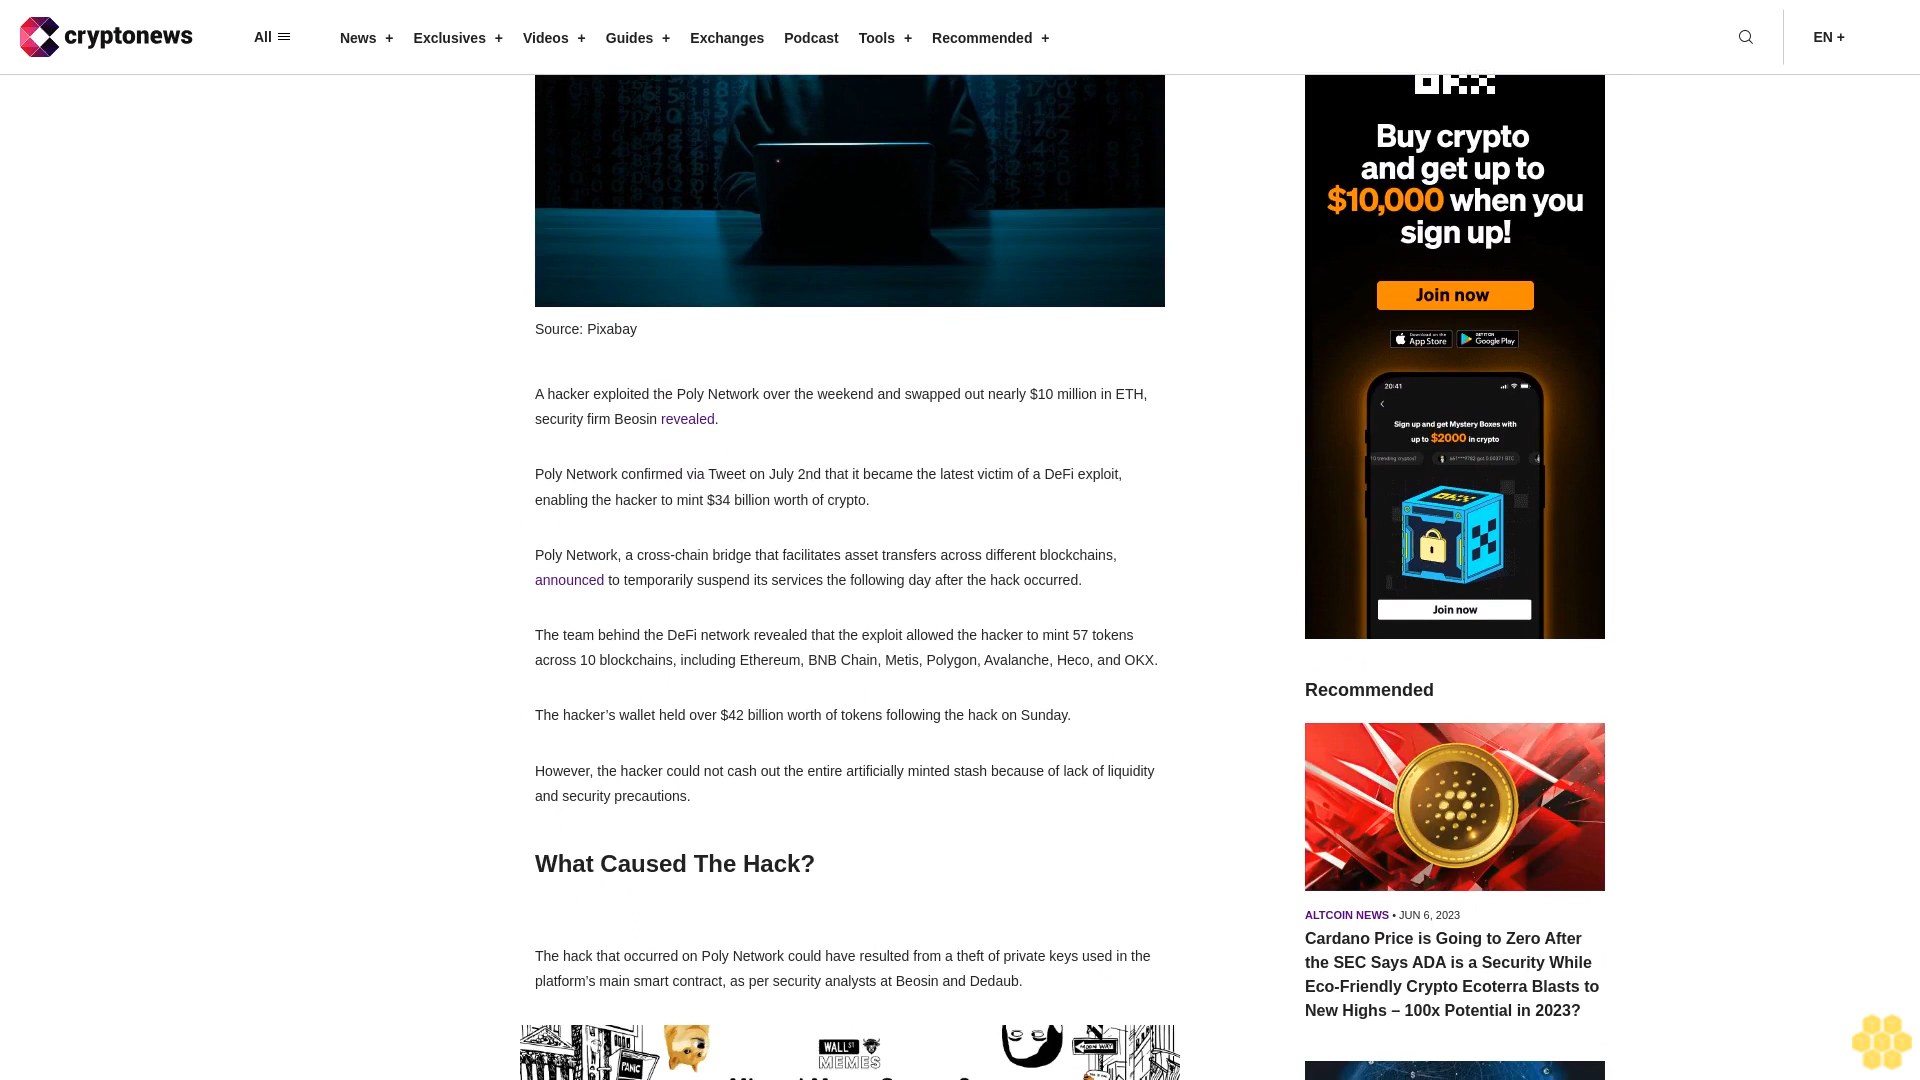 cryptonews
All
News +
Exclusives +
Videos +
Guides +
Exchanges
Podcast
Tools +
Recommended +
EN +
Source: Pixabay
A hacker exploited the Poly Network over the weekend and swapped out nearly $10 million in ETH,
security firm Beosin revealed.
Poly Network confirmed via Tweet on July 2nd that it became the latest victim of a DeFi exploit,
enabling the hacker to mint $34 billion worth of crypto.
Poly Network, a cross-chain bridge that facilitates asset transfers across different blockchains,
announced to temporarily suspend its services the following day after the hack occurred.
The team behind the DeFi network revealed that the exploit allowed the hacker to mint 57 tokens
across 10 blockchains, including Ethereum, BNB Chain, Metis, Polygon, Avalanche, Heco, and OKX.
The hacker’s wallet held over $42 billion worth of tokens following the hack on Sunday.
However, the hacker could not cash out the entire artificially minted stash because of lack of liquidity
and security precautions.
What Caused The Hack?
The hack that occurred on Poly Network could have resulted from a theft of private keys used in the
platform’s main smart contract, as per security analysts at Beosin and Dedaub.
PANIC
WALL ST
MEMES
Buy crypto
and get up to
$10,000 when you
sign up!
Join now
Download on the
App Store
GET IT ON
Google Play
20:41
Sign up and get Mystery Boxes with
up to $2000 in crypto
Join now
Recommended
ALTCOIN NEWS • JUN 6, 2023
Cardano Price is Going to Zero After
the SEC Says ADA is a Security While
Eco-Friendly Crypto Ecoterra Blasts to
New Highs – 100x Potential in 2023?